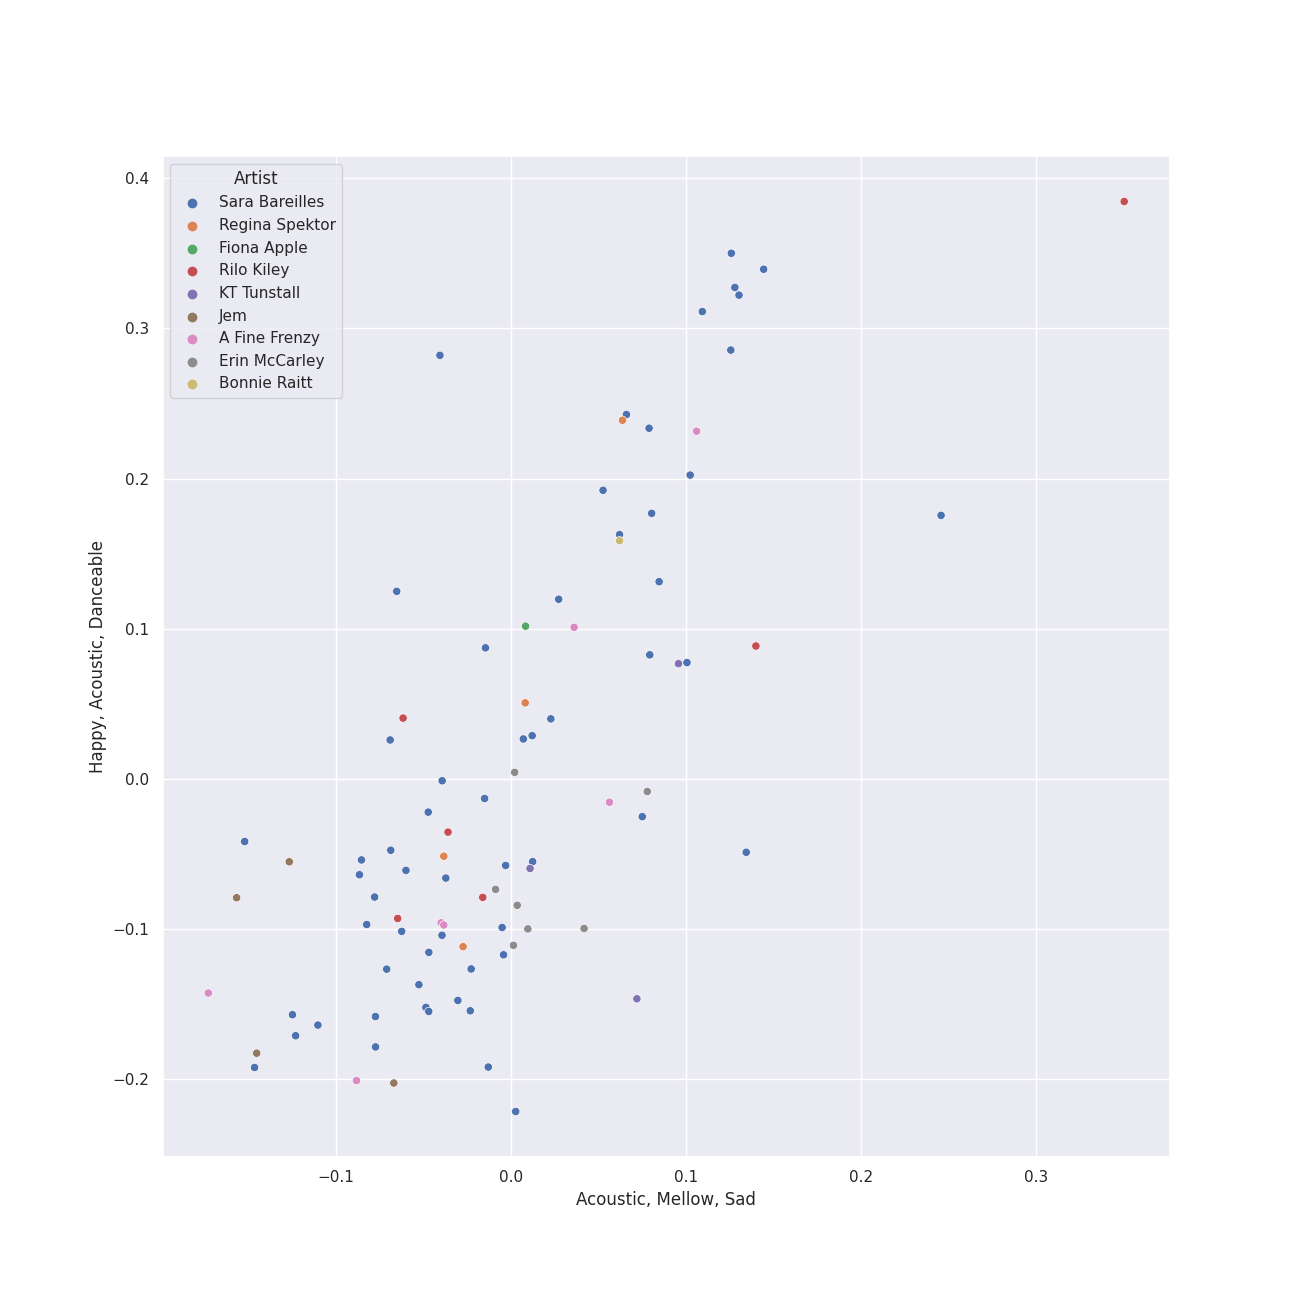 Artist
Sara Bareilles
Regina Spektor
Fiona Apple
Rilo Kiley
KT Tunstall
Jem
A Fine Frenzy
Erin McCarley
Bonnie Raitt
0.4
0.3
0.2
0.1
0.0
−0.1
−0.2
Happy, Acoustic, Danceable
−0.1 0.0 0.1 0.2 0.3
Acoustic, Mellow, Sad